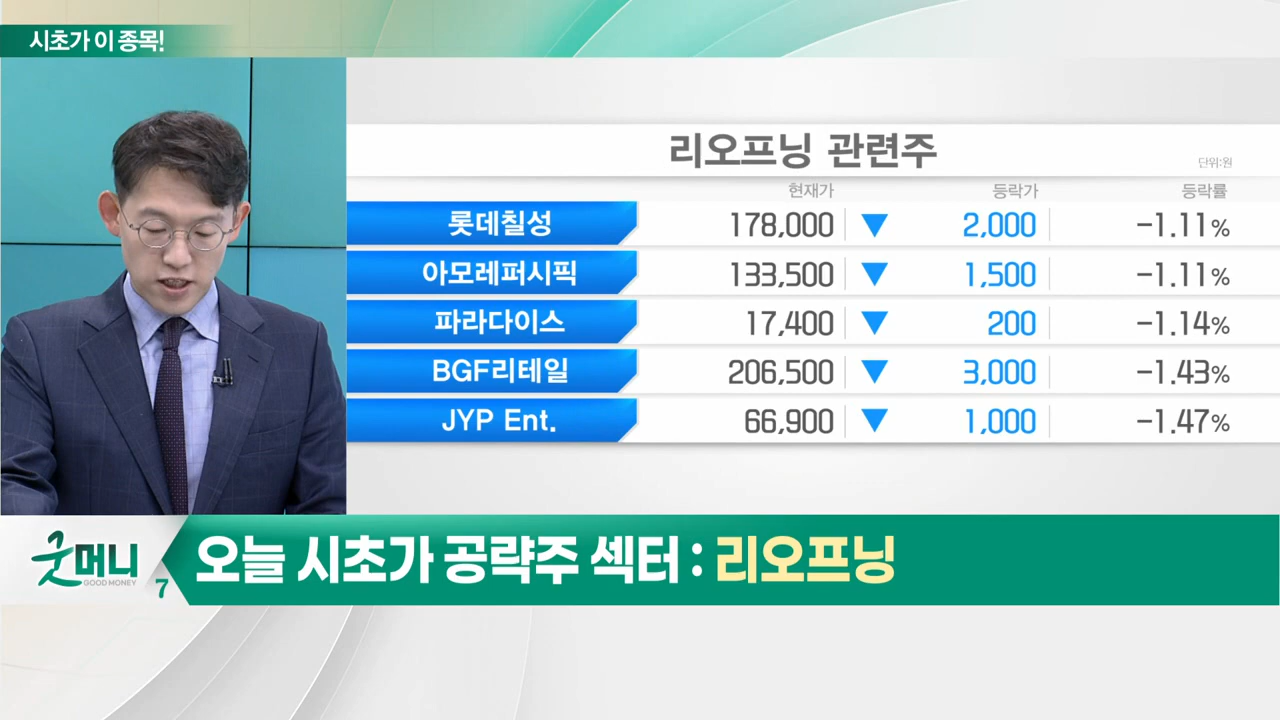 시초가 이 종목!
리오프닝 관련주
단위:원
현재가 등락가 등락률
롯데칠성 178,000 ▼ 2,000 -1.11%
아모레퍼시픽 133,500 ▼ 1,500 -1.11%
파라다이스 17,400 ▼ 200 -1.14%
BGF리테일 206,500 ▼ 3,000 -1.43%
JYP Ent. 66,900 ▼ 1,000 -1.47%
굿머니
GOOD MONEY
7
오늘 시초가 공략주 섹터 : 리오프닝